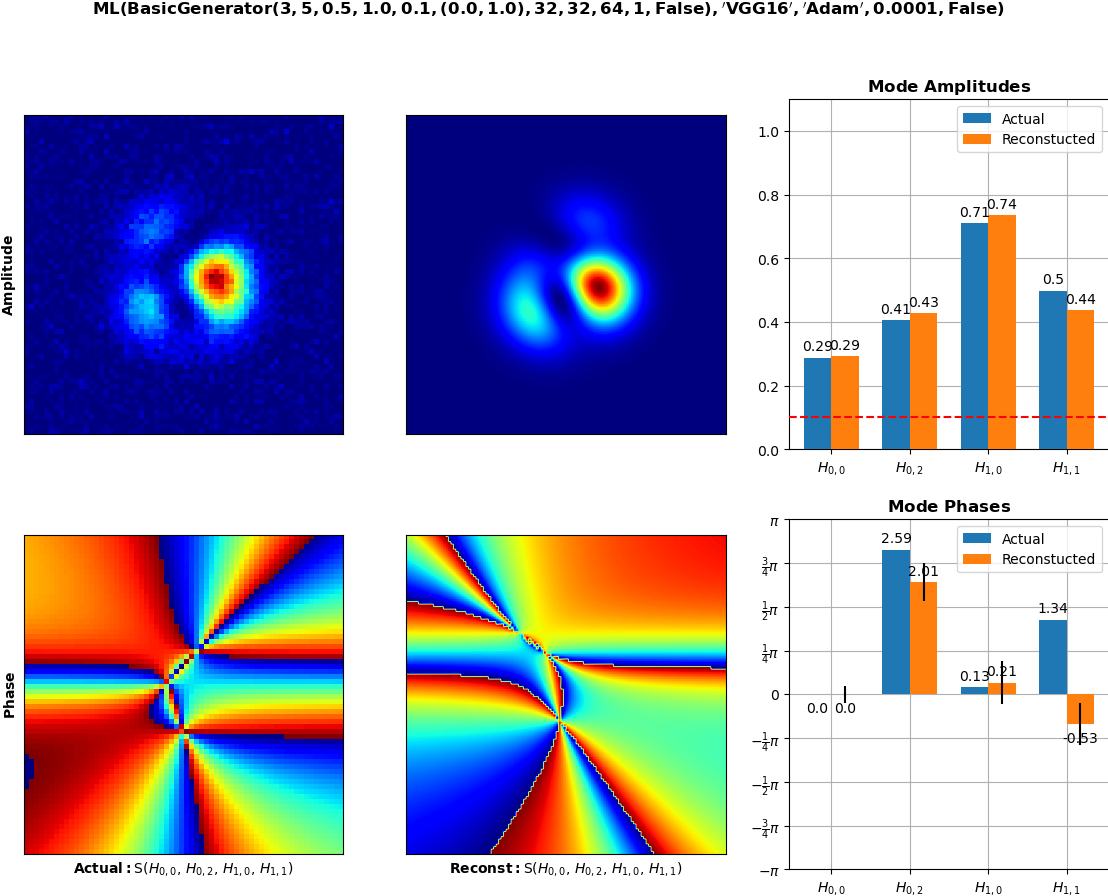 ML(BasicGenerator(3, 5, 0.5, 1.0, 0.1, (0.0, 1.0), 32, 32, 64, 1, False), ′VGG16′, ′Adam′, 0.0001, False)
Amplitude
Mode Amplitudes
Actual
Reconstucted
1.0
0.8
0.6
0.4
0.2
0.0
0.29
0.29
0.41
0.43
0.71
0.74
0.5
0.44
H0,0
H0,2
H1,0
H1,1
Phase
Actual: S(H0,0, H0,2, H1,0, H1,1)
Reconst: S(H0,0, H0,2, H1,0, H1,1)
Mode Phases
Actual
Reconstucted
π
3/4π
1/2π
1/4π
0
−1/4π
−1/2π
−3/4π
−π
0.0
0.0
2.59
2.01
0.13
0.21
1.34
-0.53
H0,0
H0,2
H1,0
H1,1